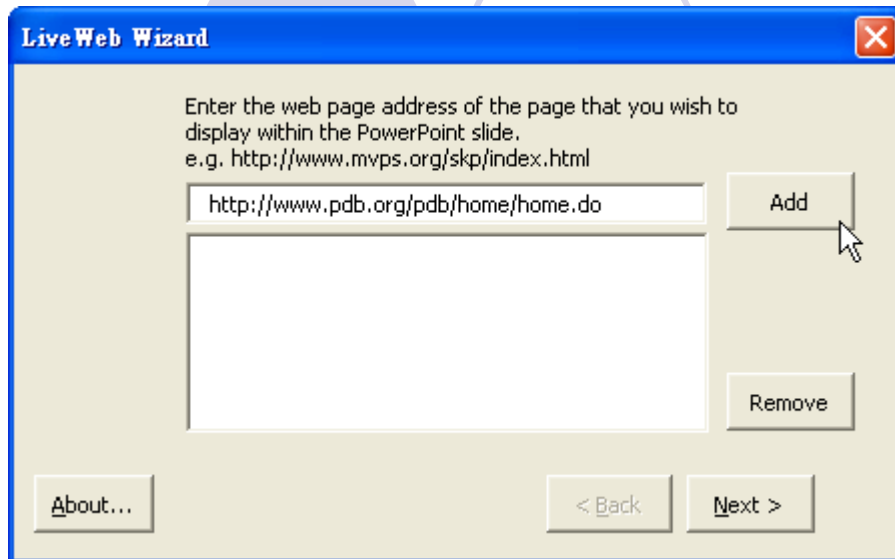 LiveWeb Wizard
Enter the web page address of the page that you wish to
display within the PowerPoint slide.
e.g. http://www.mvps.org/skp/index.html
http://www.pdb.org/pdb/home/home.do
Add
Remove
About...
< Back
Next >